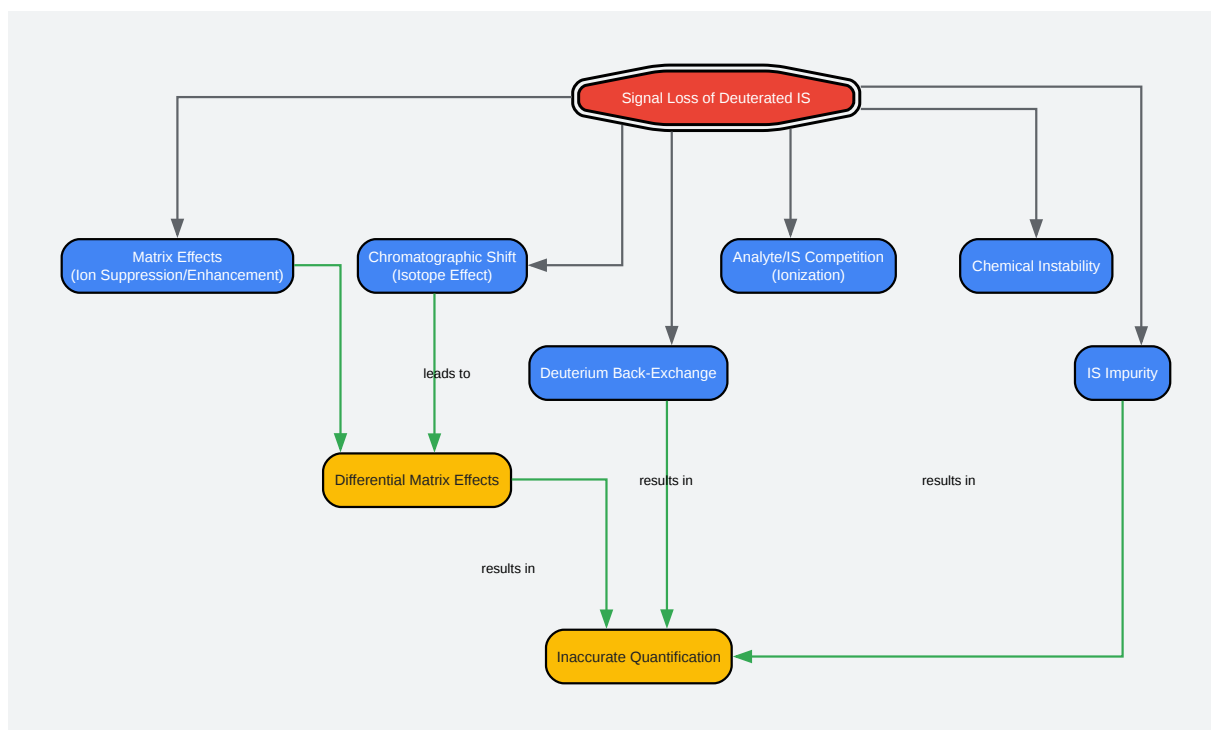 Signal Loss of Deuterated IS
Matrix Effects
(Ion Suppression/Enhancement)
Chromatographic Shift
(Isotope Effect)
Analyte/IS Competition
(Ionization)
Chemical Instability
leads to
Deuterium Back-Exchange
IS Impurity
Differential Matrix Effects
results in
results in
results in
Inaccurate Quantification